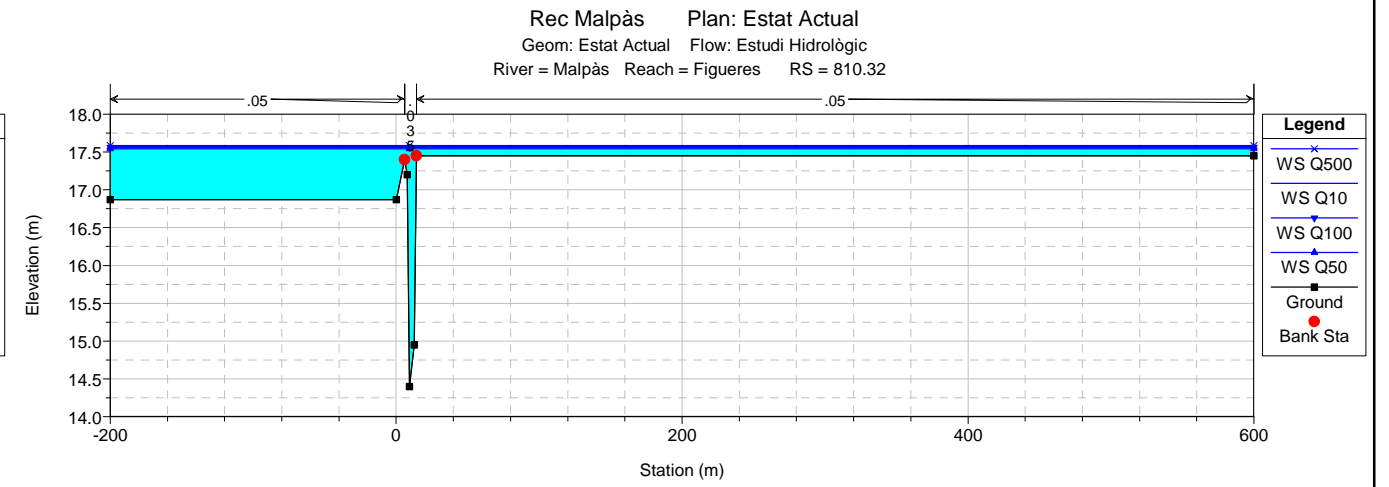 Rec Malpàs Plan: Estat Actual
Geom: Estat Actual Flow: Estudi Hidrològic
River = Malpàs Reach = Figueres RS = 810.32
.05
.05
18.0
17.5
17.0
16.5
16.0
15.5
15.0
14.5
14.0
-200
0
200
400
600
Elevation (m)
Station (m)
Legend
WS Q500
WS Q10
WS Q100
WS Q50
Ground
Bank Sta